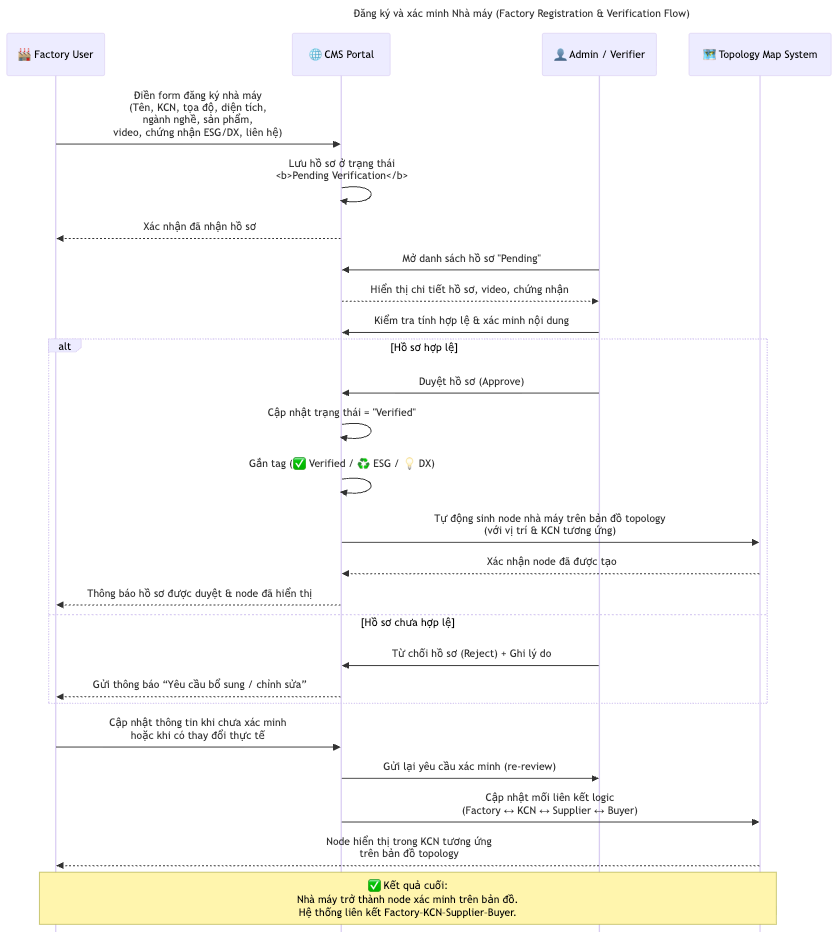 Đăng ký và xác minh Nhà máy (Factory Registration & Verification Flow)
🏭 Factory User
🌐 CMS Portal
👤 Admin / Verifier
🗺️ Topology Map System
Điền form đăng ký nhà máy
(Tên, KCN, tọa độ, diện tích,
ngành nghề, sản phẩm,
video, chứng nhận ESG/DX, liên hệ)
Lưu hồ sơ ở trạng thái
<b>Pending Verification</b>
Xác nhận đã nhận hồ sơ
Mở danh sách hồ sơ "Pending"
Hiển thị chi tiết hồ sơ, video, chứng nhận
Kiểm tra tính hợp lệ & xác minh nội dung
alt
[Hồ sơ hợp lệ]
Duyệt hồ sơ (Approve)
Cập nhật trạng thái = "Verified"
Gắn tag (✅ Verified / ♻️ ESG / 💡 DX)
Tự động sinh node nhà máy trên bản đồ topology
(với vị trí & KCN tương ứng)
Xác nhận node đã được tạo
Thông báo hồ sơ được duyệt & node đã hiển thị
[Hồ sơ chưa hợp lệ]
Từ chối hồ sơ (Reject) + Ghi lý do
Gửi thông báo “Yêu cầu bổ sung / chỉnh sửa”
Cập nhật thông tin khi chưa xác minh
hoặc khi có thay đổi thực tế
Gửi lại yêu cầu xác minh (re-review)
Cập nhật mối liên kết logic
(Factory ↔ KCN ↔ Supplier ↔ Buyer)
Node hiển thị trong KCN tương ứng
trên bản đồ topology
✅ Kết quả cuối:
Nhà máy trở thành node xác minh trên bản đồ.
Hệ thống liên kết Factory-KCN-Supplier-Buyer.